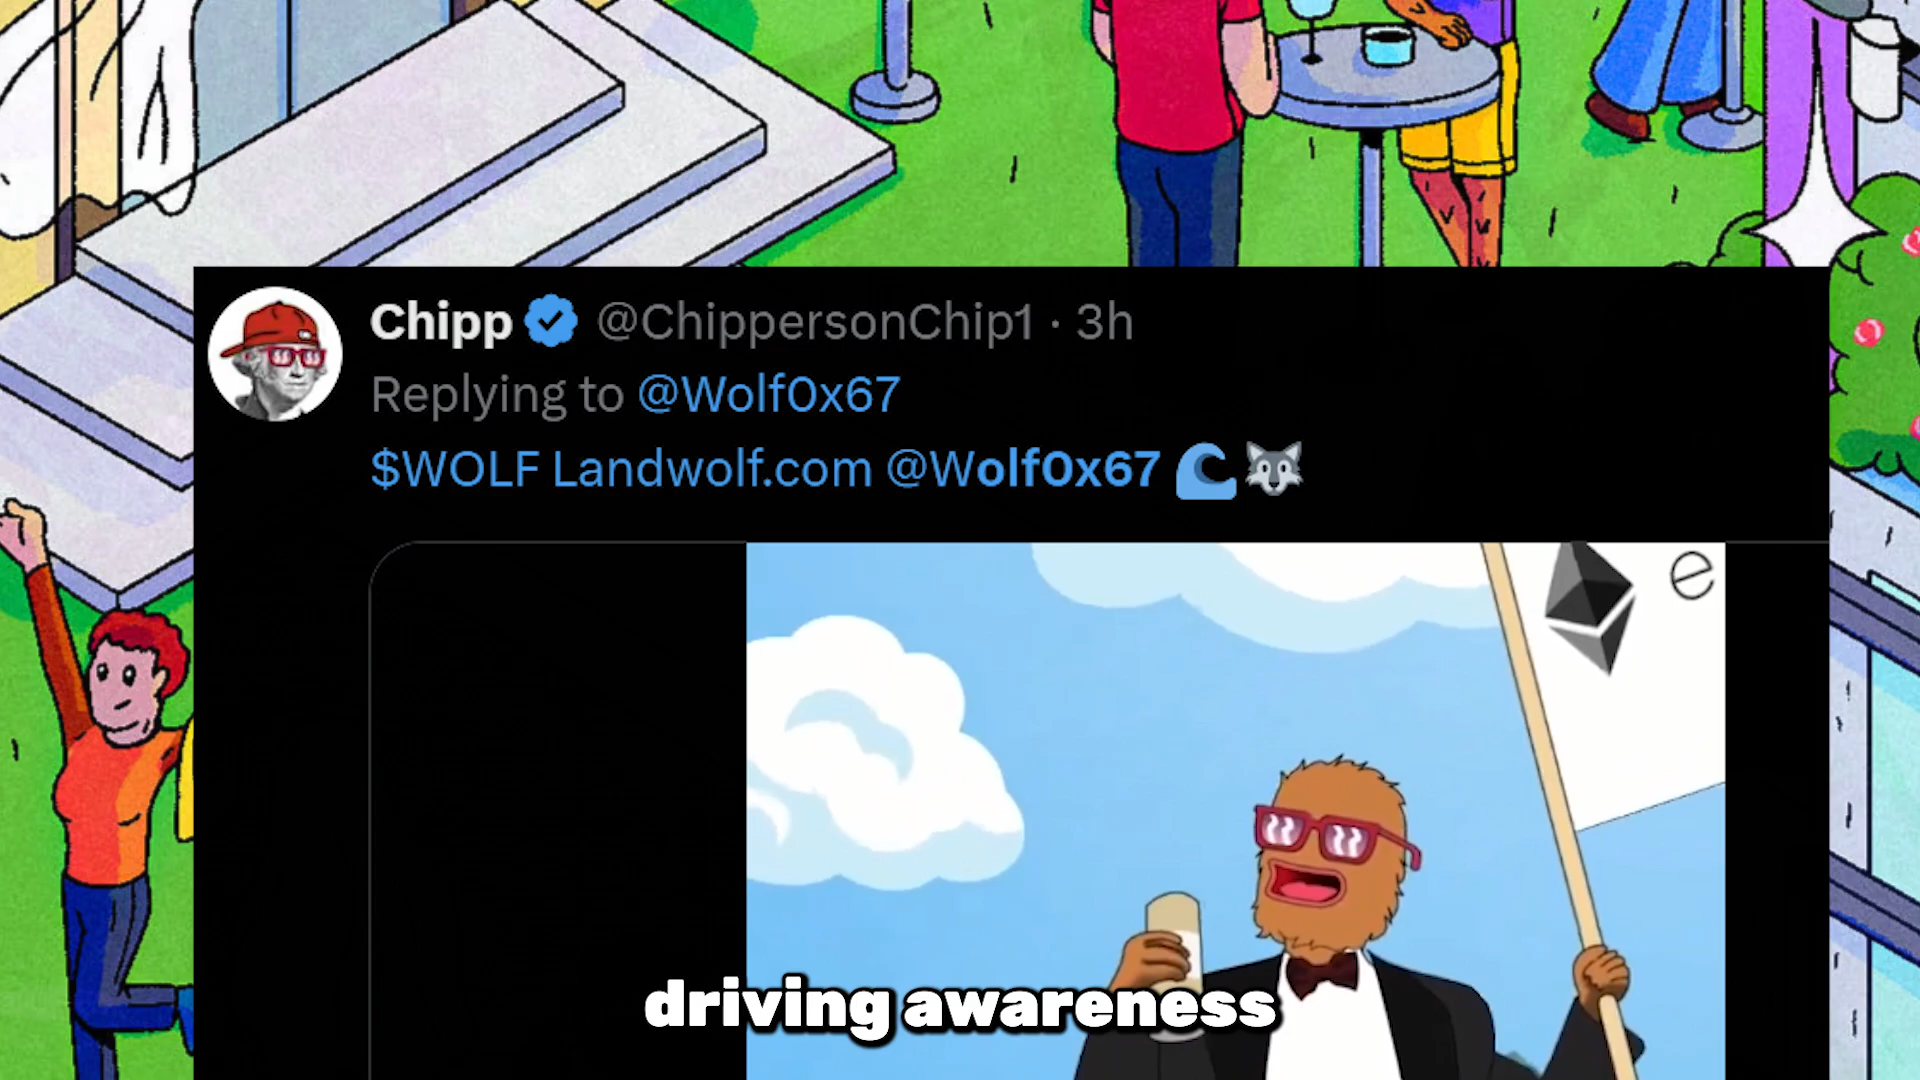 Chipp @ChippersonChip1 · 3h
Replying to @Wolf0x67
$WOLF Landwolf.com @Wolf0x67 🌊🐺
e
driving awareness